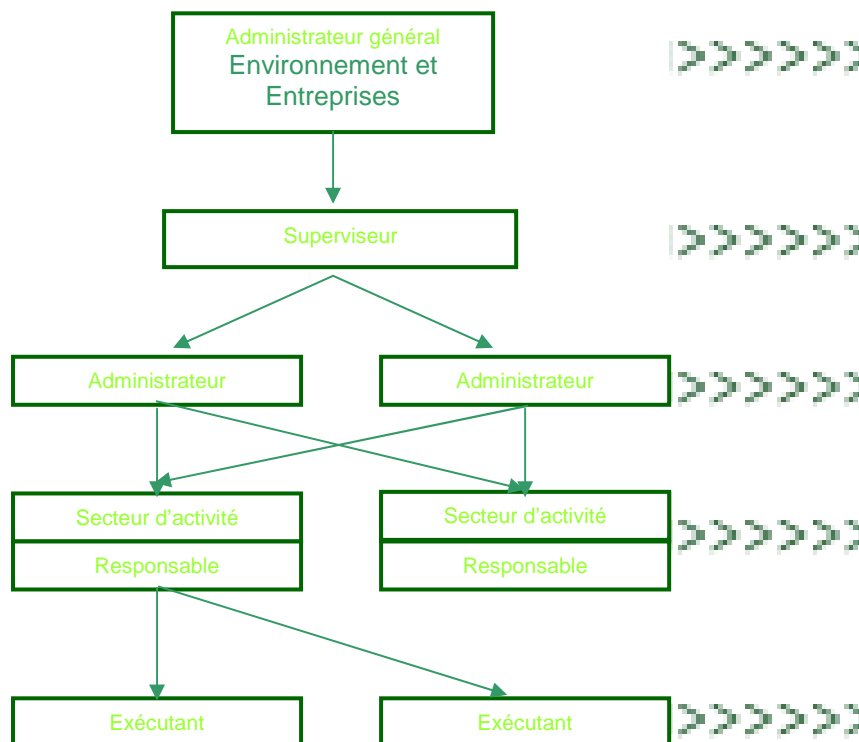 Administrateur général
Environnement et
Entreprises
Superviseur
Administrateur
Administrateur
Secteur d'activité
Secteur d'activité
Responsable
Responsable
Exécutant
Exécutant